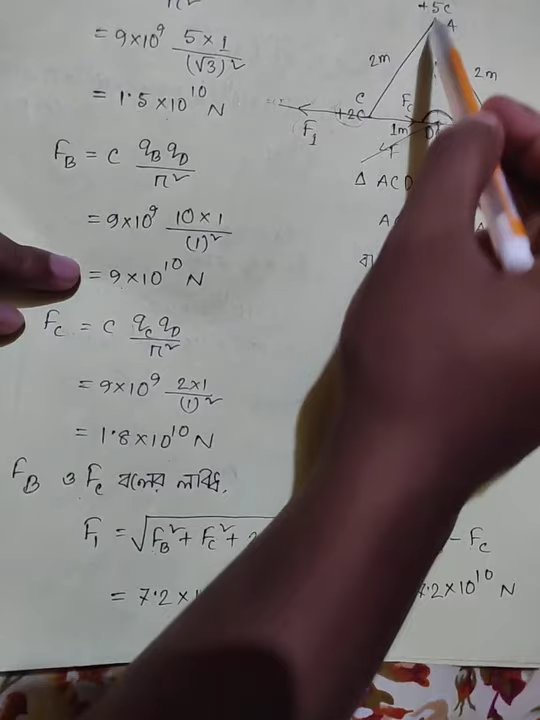 = 9×10⁹ 5×1/(√3)²
= 1.5×10¹⁰ N
F_B = C q_B q_D/r²
= 9×10⁹ 10×1/(1)²
= 9×10¹⁰ N
F_C = C q_C q_D/r²
= 9×10⁹ 2×1/(1)²
= 1.8×10¹⁰ N
F_B ও F_C বলের লব্ধি,
F₁ = √F_B² + F_C² +
- F_C
= 7.2×1
7.2×10¹⁰ N
+5C
A
2m
2m
C
+2C
F_C
1m
D
F₁
F
Δ ACD